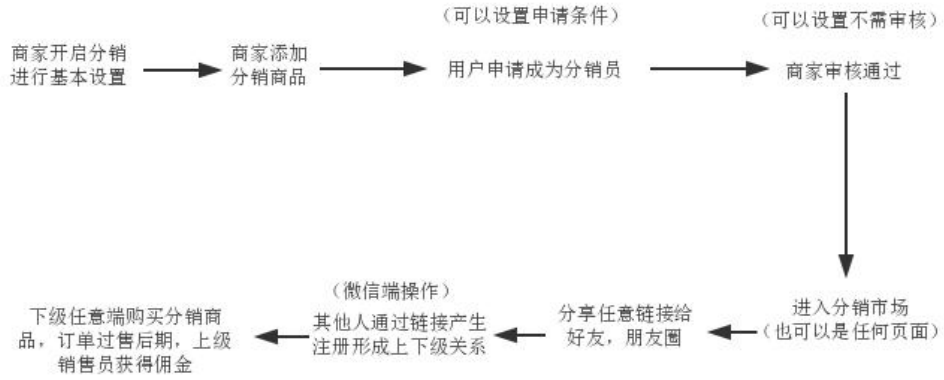 商家开启分销
进行基本设置
商家添加
分销商品
（可以设置申请条件）
用户申请成为分销员
（可以设置不需审核）
商家审核通过
进入分销市场
（也可以是任何页面）
分享任意链接给
好友，朋友圈
（微信端操作）
其他人通过链接产生
注册形成上下级关系
下级任意端购买分销商
品，订单过售后期，上级
销售员获得佣金